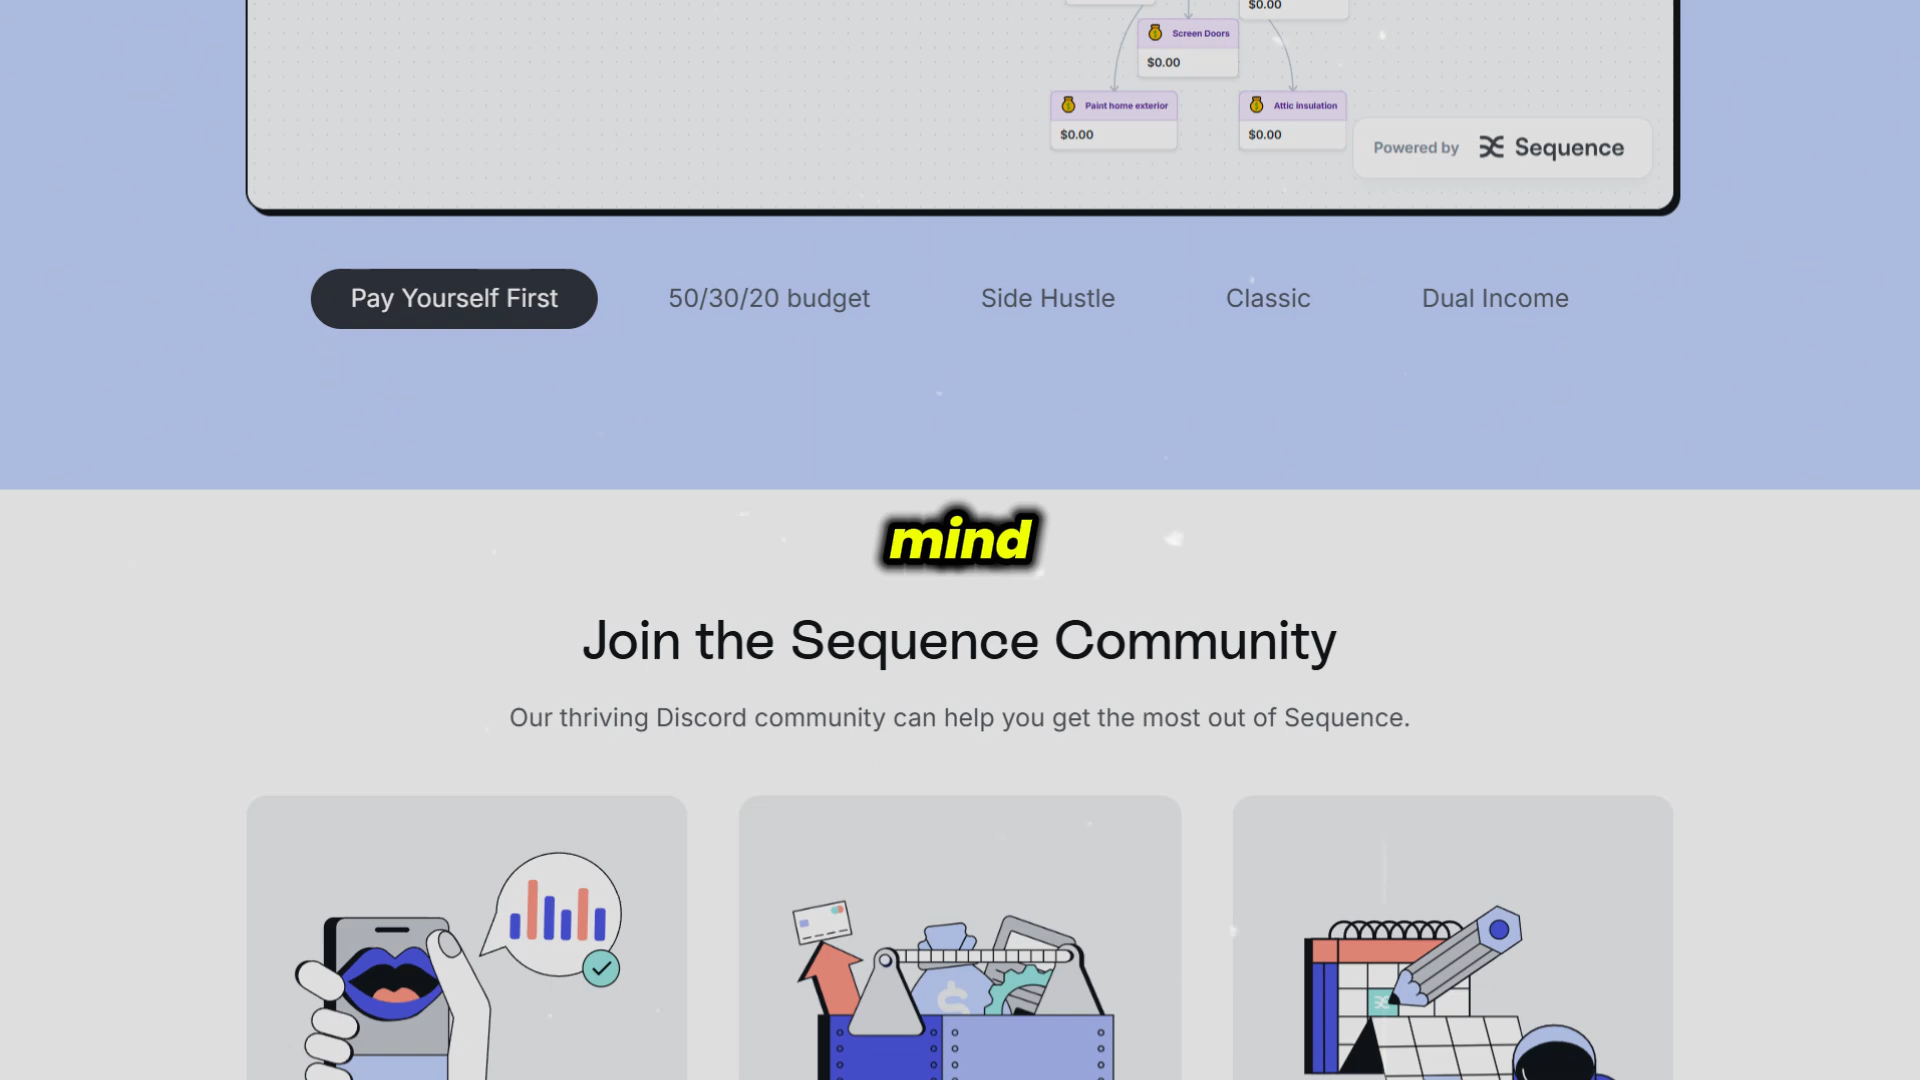 $0.00
Screen Doors
$0.00
Paint home exterior
$0.00
Attic insulation
$0.00
Powered by Sequence
Pay Yourself First
50/30/20 budget
Side Hustle
Classic
Dual Income
mind
Join the Sequence Community
Our thriving Discord community can help you get the most out of Sequence.